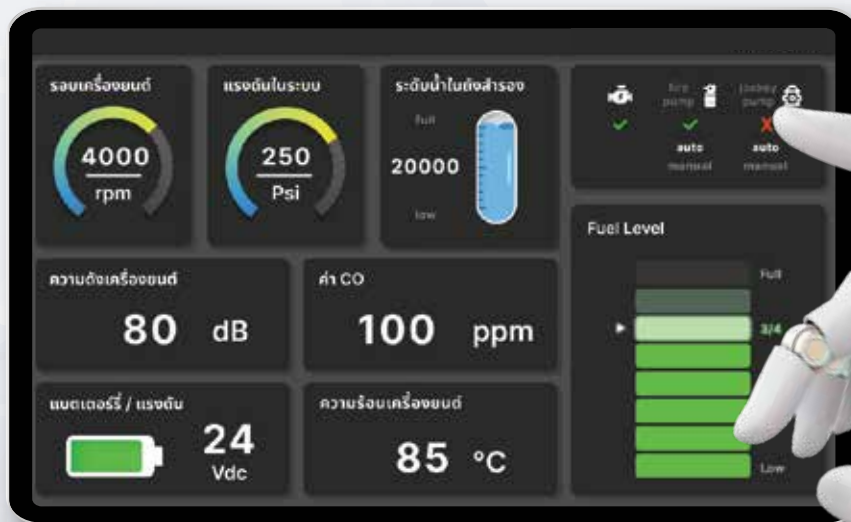 รอบเครื่องยนต์
4000
rpm
แรงดันในระบบ
250
Psi
ระดับน้ำในถังสำรอง
Full
20000
low
fire
pump
jockey
pump
auto
manual
auto
manual
ความดังเครื่องยนต์
80 dB
ค่า CO
100 ppm
แบตเตอร์รี่ / แรงดัน
24
Vdc
ความร้อนเครื่องยนต์
85 °C
Fuel Level
Full
3/4
Low